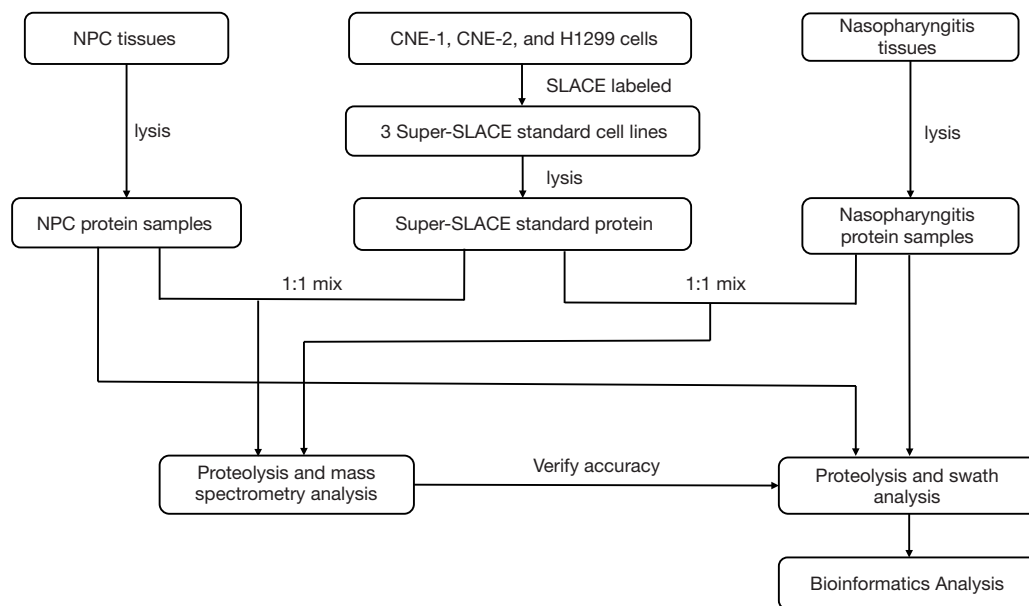 NPC tissues
CNE-1, CNE-2, and H1299 cells
Nasopharyngitis
tissues
SLACE labeled
lysis
3 Super-SLACE standard cell lines
lysis
lysis
NPC protein samples
Super-SLACE standard protein
Nasopharyngitis
protein samples
1:1 mix
1:1 mix
Proteolysis and mass
spectrometry analysis
Verify accuracy
Proteolysis and swath
analysis
Bioinformatics Analysis